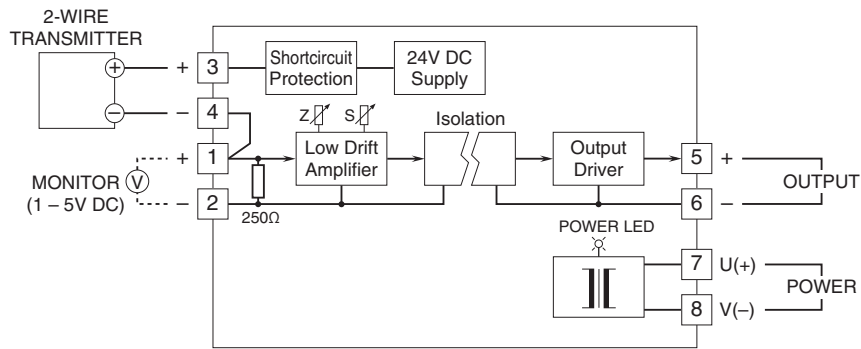 2-WIRE
TRANSMITTER
+
–
+
–
+
–
3
4
1
2
Shortcircuit
Protection
24V DC
Supply
Z
S
Isolation
Low Drift
Amplifier
Output
Driver
MONITOR
(1 – 5V DC)
V
250Ω
5
6
+
–
OUTPUT
POWER LED
7
8
U(+)
V(–)
POWER